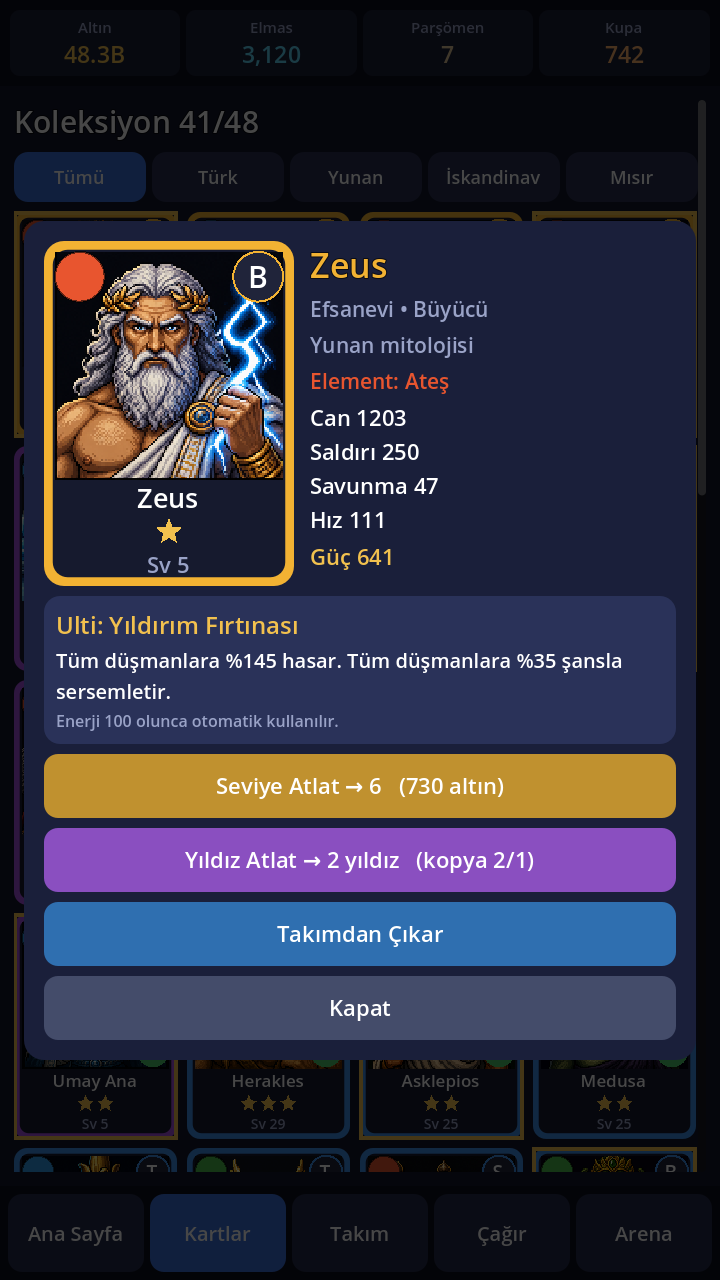 Altın Elmas Parşömen Kupa
48.3B 3,120 7 742
Koleksiyon 41/48
Tümü Türk Yunan İskandinav Mısır
B
Zeus
Sv 5
Zeus
Efsanevi • Büyücü
Yunan mitolojisi
Element: Ateş
Can 1203
Saldırı 250
Savunma 47
Hız 111
Güç 641
Ulti: Yıldırım Fırtınası
Tüm düşmanlara %145 hasar. Tüm düşmanlara %35 şansla
sersemletir.
Enerji 100 olunca otomatik kullanılır.
Seviye Atlat → 6 (730 altın)
Yıldız Atlat → 2 yıldız (kopya 2/1)
Takımdan Çıkar
Kapat
Umay Ana Herakles Asklepios Medusa
Sv 5 Sv 29 Sv 25 Sv 25
Ana Sayfa Kartlar Takım Çağır Arena